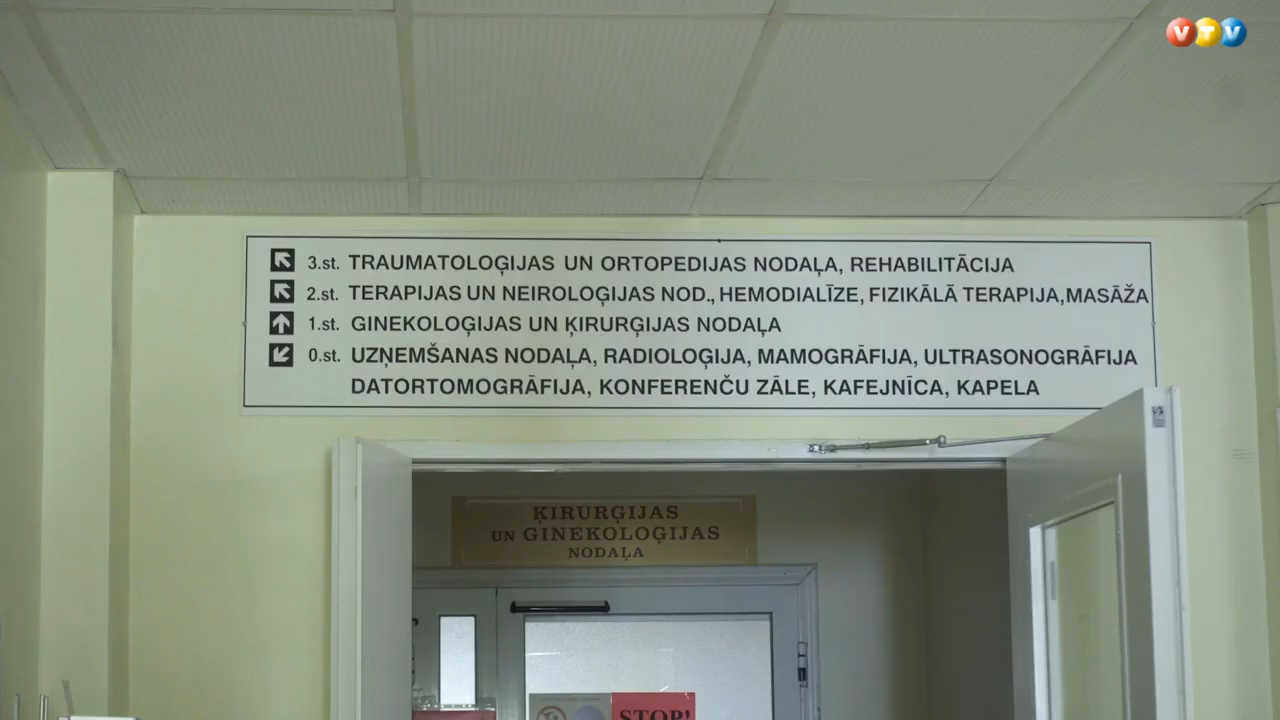 VTV
3.st. TRAUMATOLOĢIJAS UN ORTOPEDIJAS NODAĻA, REHABILITĀCIJA
2.st. TERAPIJAS UN NEIROLOĢIJAS NOD., HEMODIALĪZE, FIZIKĀLĀ TERAPIJA, MASĀŽA
1.st. GINEKOLOĢIJAS UN ĶIRURĢIJAS NODAĻA
0.st. UZŅEMŠANAS NODAĻA, RADIOLOĢIJA, MAMOGRĀFIJA, ULTRASONOGRĀFIJA
DATORTOMOGRĀFIJA, KONFERENČU ZĀLE, KAFEJNĪCA, KAPELA
ĶIRURĢIJAS
UN GINEKOLOĢIJAS
NODAĻA
STOP!